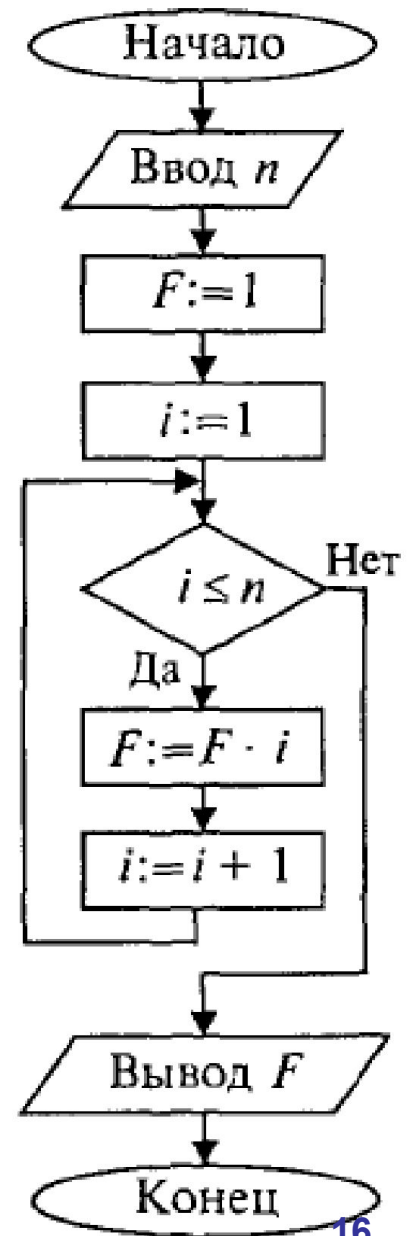 Начало
Ввод n
F:=1
i:=1
i ≤ n
Нет
Да
F:=F · i
i:=i + 1
Вывод F
Конец
16